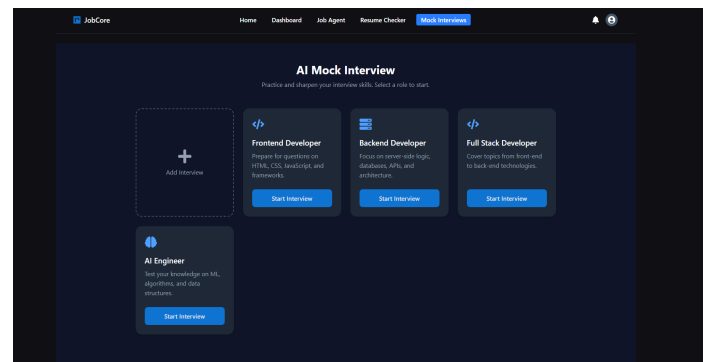 JobCore
Home Dashboard Job Agent Resume Checker Mock Interviews
AI Mock Interview
Practice and sharpen your interview skills. Select a role to start.
Add Interview
Frontend Developer
Prepare for questions on
HTML, CSS, JavaScript, and
frameworks.
Start Interview
Backend Developer
Focus on server-side logic,
databases, APIs, and
architecture.
Start Interview
Full Stack Developer
Cover topics from front-end
to back-end technologies.
Start Interview
AI Engineer
Test your knowledge on ML,
algorithms, and data
structures.
Start Interview